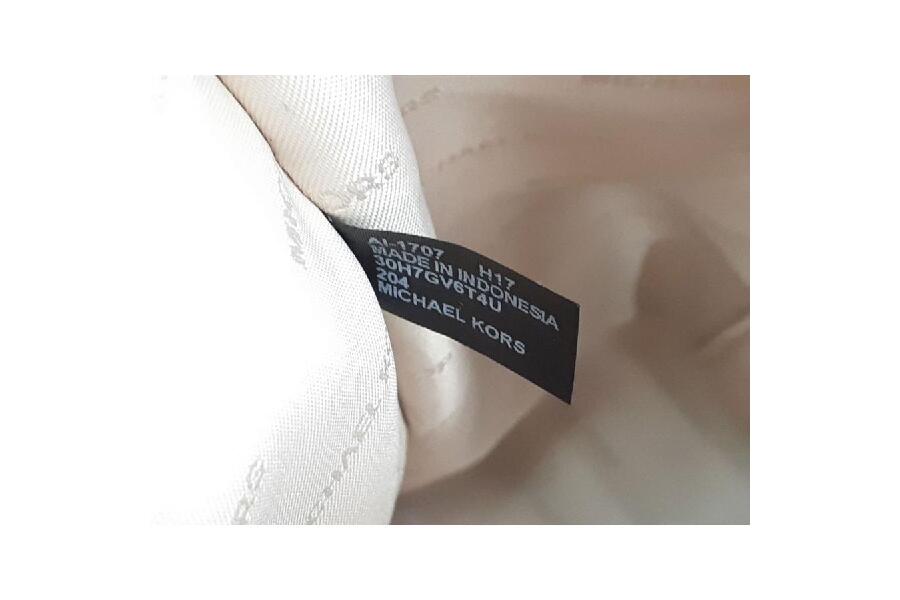 AI-1707 H17
MADE IN INDONESIA
30H7GV6T4U
204
MICHAEL KORS